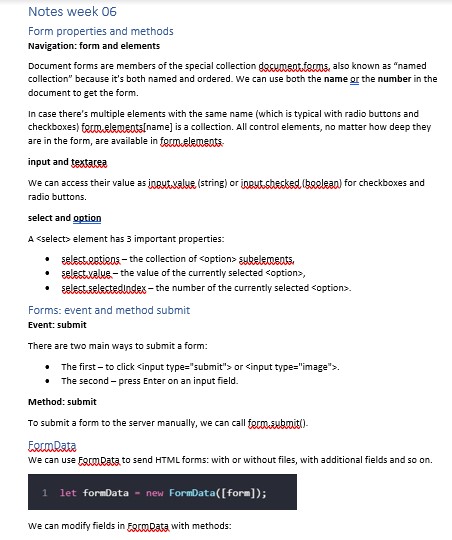 Notes week 06
Form properties and methods
Navigation: form and elements
Document forms are members of the special collection document.forms, also known as "named
collection" because it's both named and ordered. We can use both the name or the number in the
document to get the form.
In case there's multiple elements with the same name (which is typical with radio buttons and
checkboxes) form.elements[name] is a collection. All control elements, no matter how deep they
are in the form, are available in form.elements.
input and textarea
We can access their value as input.value (string) or input.checked (boolean) for checkboxes and
radio buttons.
select and option
A <select> element has 3 important properties:
• select.options – the collection of <option> subelements,
• select.value – the value of the currently selected <option>,
• select.selectedIndex – the number of the currently selected <option>.
Forms: event and method submit
Event: submit
There are two main ways to submit a form:
• The first – to click <input type="submit"> or <input type="image">.
• The second – press Enter on an input field.
Method: submit
To submit a form to the server manually, we can call form.submit().
FormData
We can use FormData to send HTML forms: with or without files, with additional fields and so on.
1 let formData = new FormData([form]);
We can modify fields in FormData with methods: